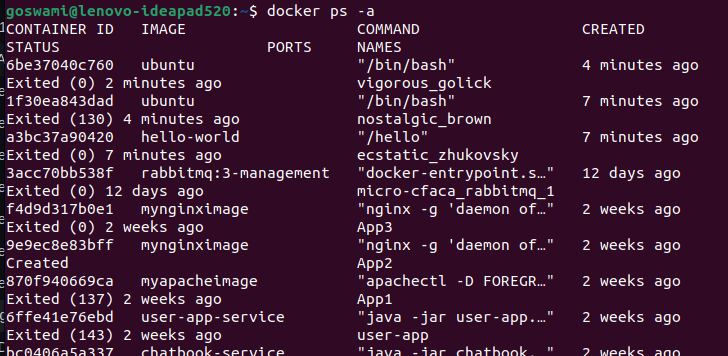 goswami@lenovo-ideapad520:~$ docker ps -a
CONTAINER ID   IMAGE                   COMMAND                  CREATED
STATUS                       PORTS     NAMES
6be37040c760   ubuntu                  "/bin/bash"              4 minutes ago
Exited (0) 2 minutes ago               vigorous_golick
1f30ea843dad   ubuntu                  "/bin/bash"              7 minutes ago
Exited (130) 4 minutes ago             nostalgic_brown
a3bc37a90420   hello-world             "/hello"                 7 minutes ago
Exited (0) 7 minutes ago               ecstatic_zhukovsky
3acc70bb538f   rabbitmq:3-management   "docker-entrypoint.s…"   12 days ago
Exited (0) 12 days ago                 micro-cfaca_rabbitmq_1
f4d9d317b0e1   mynginximage            "nginx -g 'daemon of…"   2 weeks ago
Exited (0) 2 weeks ago                 App3
9e9ec8e83bff   mynginximage            "nginx -g 'daemon of…"   2 weeks ago
Created                                App2
870f940669ca   myapacheimage           "apachectl -D FOREGR…"   2 weeks ago
Exited (137) 2 weeks ago               App1
6ffe41e76ebd   user-app-service        "java -jar user-app.…"   2 weeks ago
Exited (143) 2 weeks ago               user-app
bc0406a5a337   chatbook-service        "java -jar chatbook.…"   2 weeks ago